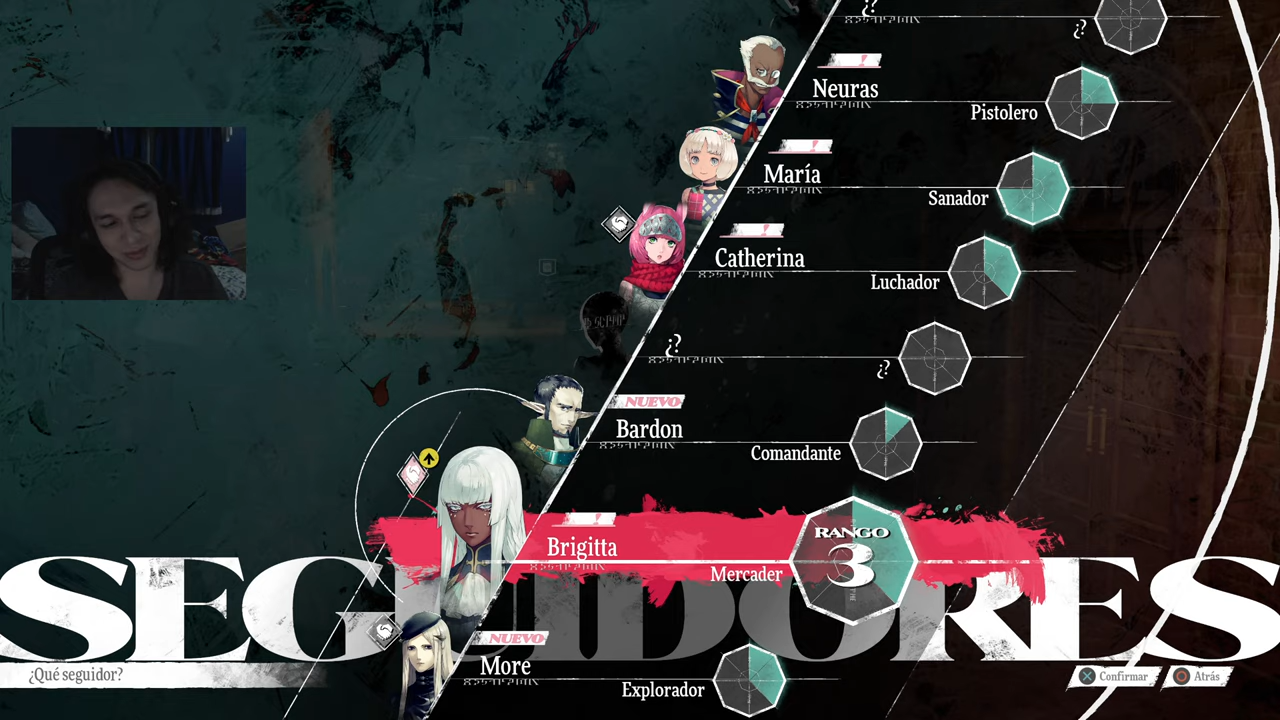 ¿?
¿?
Neuras
Pistolero
María
Sanador
Catherina
Luchador
¿?
¿?
NUEVO
Bardon
Comandante
RANGO
3
Brigitta
Mercader
SEGUIDORES
NUEVO
More
Explorador
¿Qué seguidor?
Confirmar
Atrás